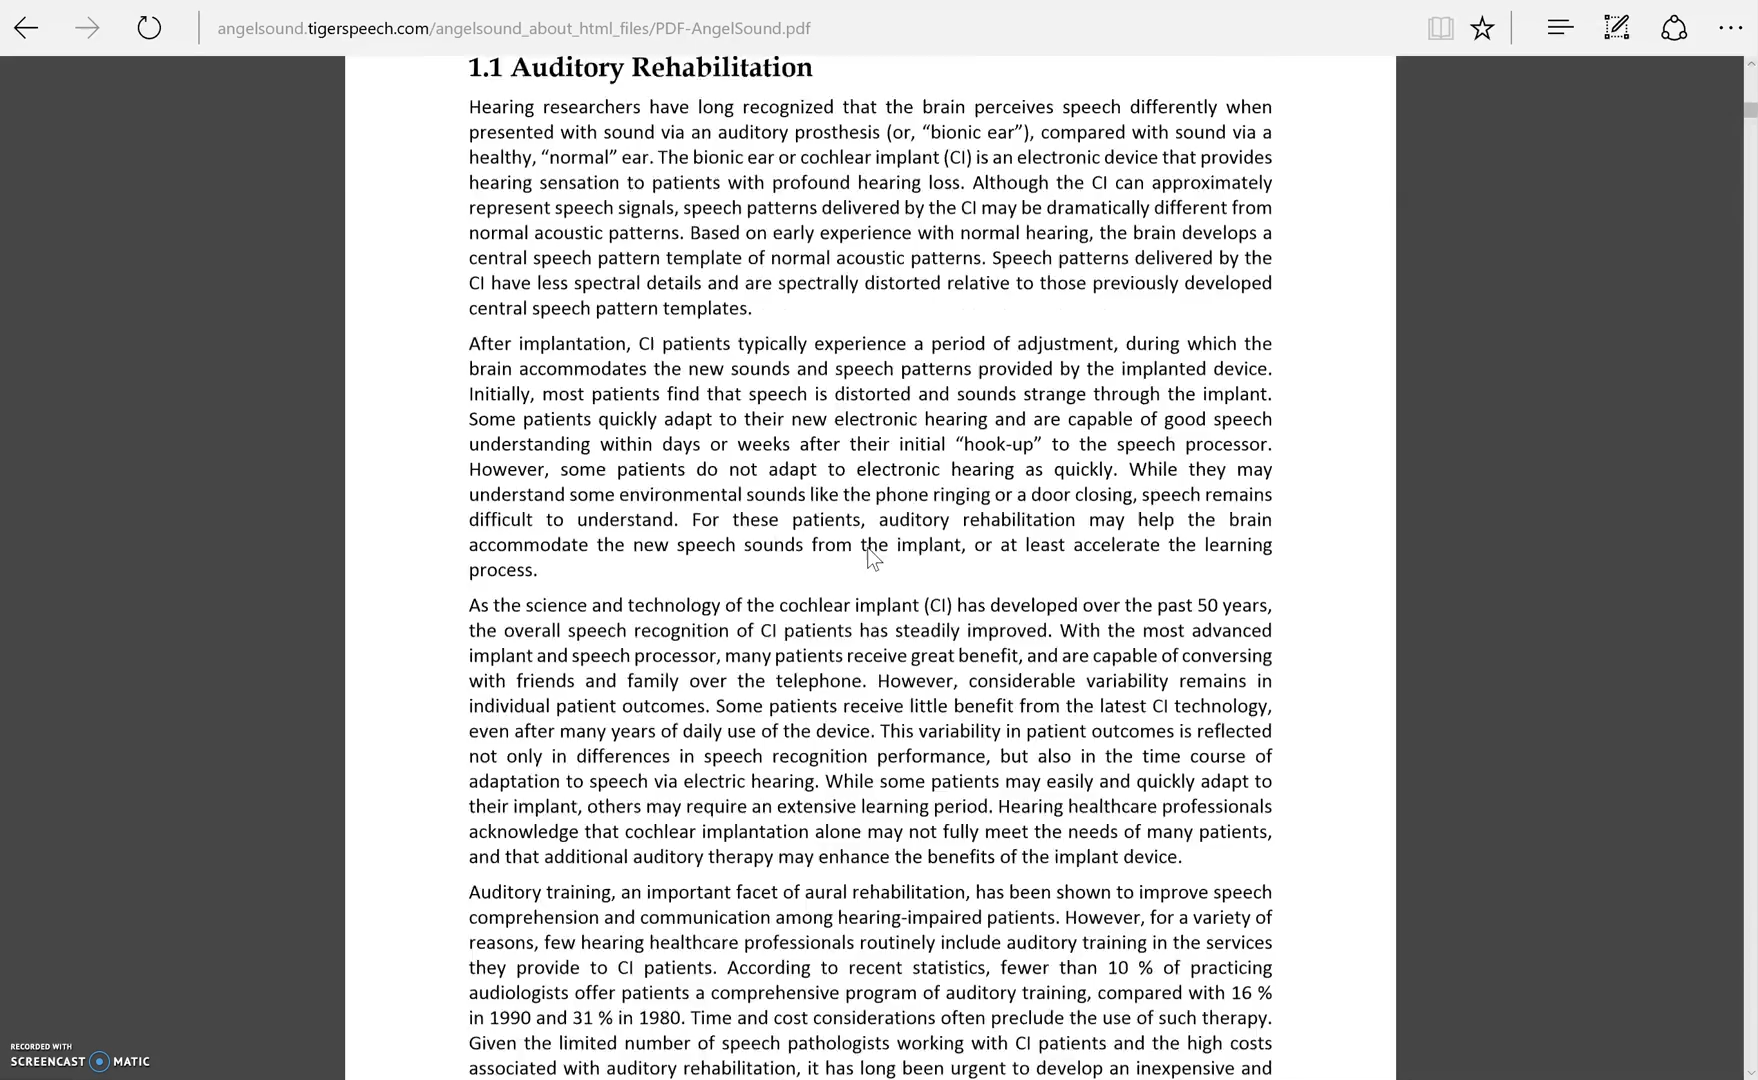 angelsound.tigerspeech.com/angelsound_about_html_files/PDF-AngelSound.pdf
1.1 Auditory Rehabilitation
Hearing researchers have long recognized that the brain perceives speech differently when
presented with sound via an auditory prosthesis (or, “bionic ear”), compared with sound via a
healthy, “normal” ear. The bionic ear or cochlear implant (CI) is an electronic device that provides
hearing sensation to patients with profound hearing loss. Although the CI can approximately
represent speech signals, speech patterns delivered by the CI may be dramatically different from
normal acoustic patterns. Based on early experience with normal hearing, the brain develops a
central speech pattern template of normal acoustic patterns. Speech patterns delivered by the
CI have less spectral details and are spectrally distorted relative to those previously developed
central speech pattern templates.
After implantation, CI patients typically experience a period of adjustment, during which the
brain accommodates the new sounds and speech patterns provided by the implanted device.
Initially, most patients find that speech is distorted and sounds strange through the implant.
Some patients quickly adapt to their new electronic hearing and are capable of good speech
understanding within days or weeks after their initial “hook-up” to the speech processor.
However, some patients do not adapt to electronic hearing as quickly. While they may
understand some environmental sounds like the phone ringing or a door closing, speech remains
difficult to understand. For these patients, auditory rehabilitation may help the brain
accommodate the new speech sounds from the implant, or at least accelerate the learning
process.
As the science and technology of the cochlear implant (CI) has developed over the past 50 years,
the overall speech recognition of CI patients has steadily improved. With the most advanced
implant and speech processor, many patients receive great benefit, and are capable of conversing
with friends and family over the telephone. However, considerable variability remains in
individual patient outcomes. Some patients receive little benefit from the latest CI technology,
even after many years of daily use of the device. This variability in patient outcomes is reflected
not only in differences in speech recognition performance, but also in the time course of
adaptation to speech via electric hearing. While some patients may easily and quickly adapt to
their implant, others may require an extensive learning period. Hearing healthcare professionals
acknowledge that cochlear implantation alone may not fully meet the needs of many patients,
and that additional auditory therapy may enhance the benefits of the implant device.
Auditory training, an important facet of aural rehabilitation, has been shown to improve speech
comprehension and communication among hearing-impaired patients. However, for a variety of
reasons, few hearing healthcare professionals routinely include auditory training in the services
they provide to CI patients. According to recent statistics, fewer than 10 % of practicing
audiologists offer patients a comprehensive program of auditory training, compared with 16 %
in 1990 and 31 % in 1980. Time and cost considerations often preclude the use of such therapy.
Given the limited number of speech pathologists working with CI patients and the high costs
associated with auditory rehabilitation, it has long been urgent to develop an inexpensive and
RECORDED WITH
SCREENCAST MATIC